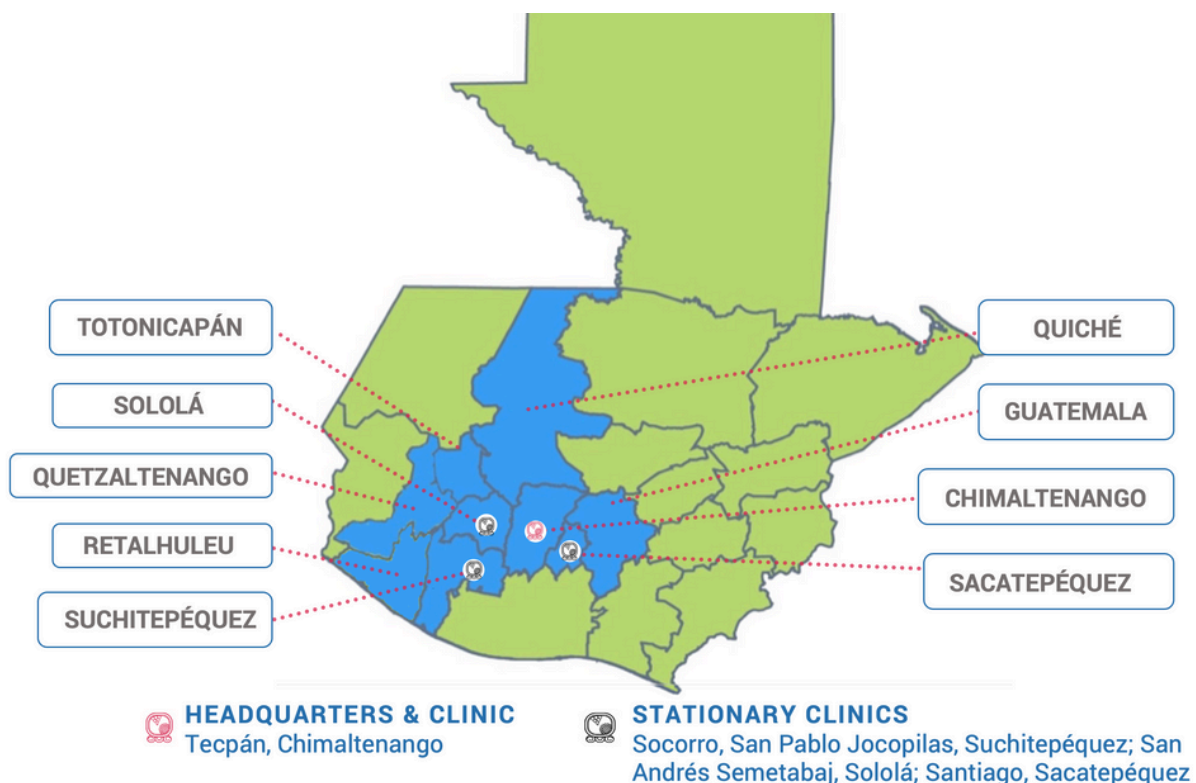 TOTONICAPÁN
SOLOLÁ
QUETZALTENANGO
RETALHULEU
SUCHITEPÉQUEZ
QUICHÉ
GUATEMALA
CHIMALTENANGO
SACATEPÉQUEZ
HEADQUARTERS & CLINIC
Tecpán, Chimaltenango
STATIONARY CLINICS
Socorro, San Pablo Jocopilas, Suchitepéquez; San
Andrés Semetabaj, Sololá; Santiago, Sacatepéquez